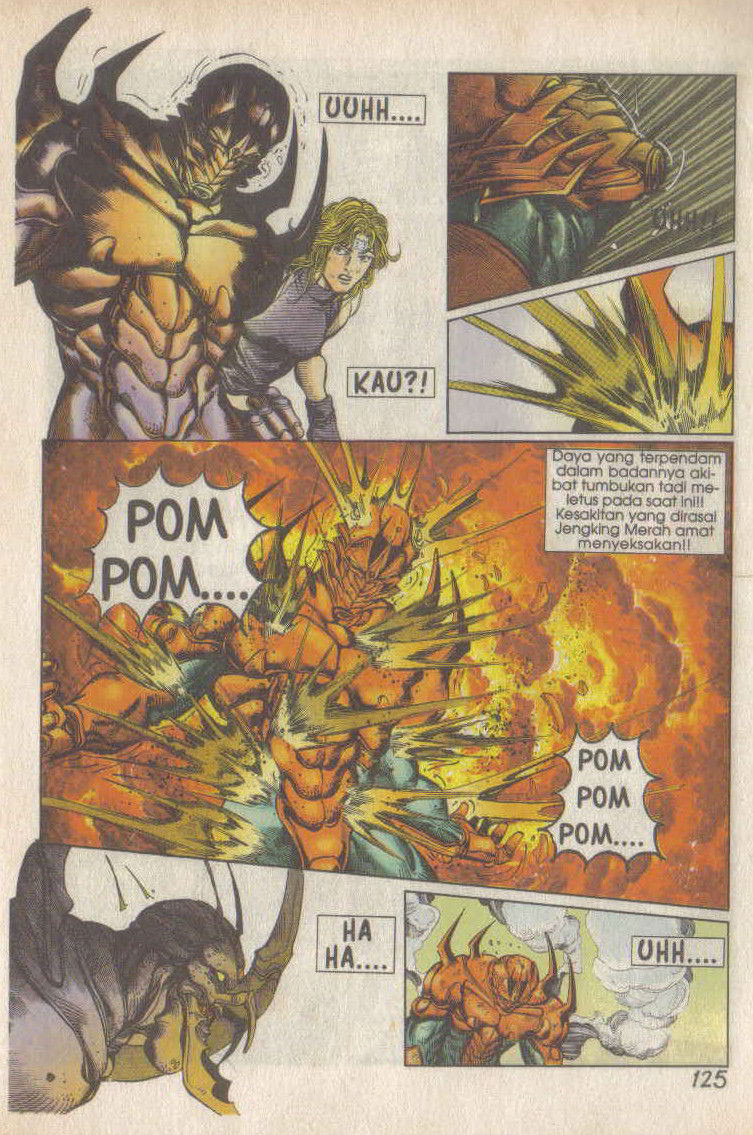 UUHH....
UHH!!
KAU?!
Daya yang terpendam
dalam badannya aki-
bat tumbukan tadi me-
letus pada saat ini!!
Kesakitan yang dirasai
Jengking Merah amat
menyeksakan!!
POM
POM....
POM
POM
POM....
HA
HA....
UHH....
125